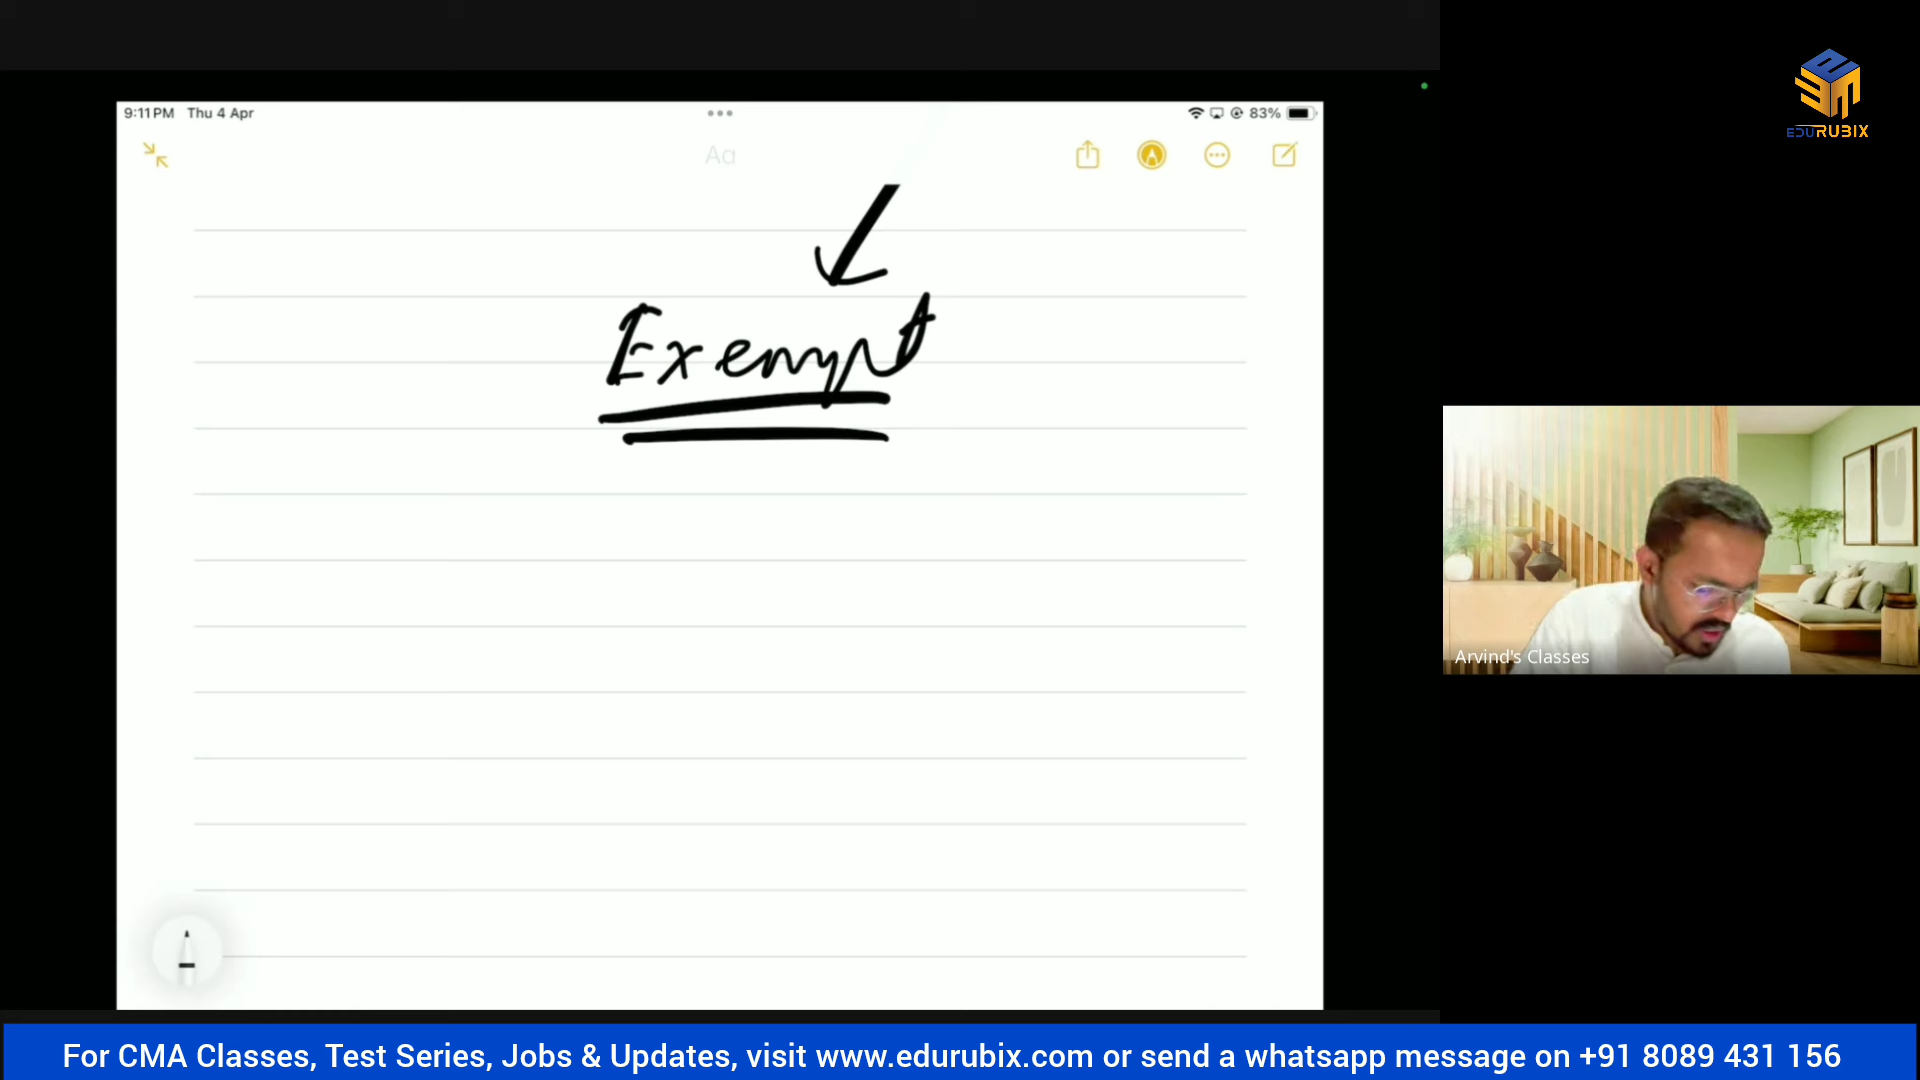 9:11 PM Thu 4 Apr
83%
Aa
EDURUBIX
Exempt
Arvind's Classes
For CMA Classes, Test Series, Jobs & Updates, visit www.edurubix.com or send a whatsapp message on +91 8089 431 156